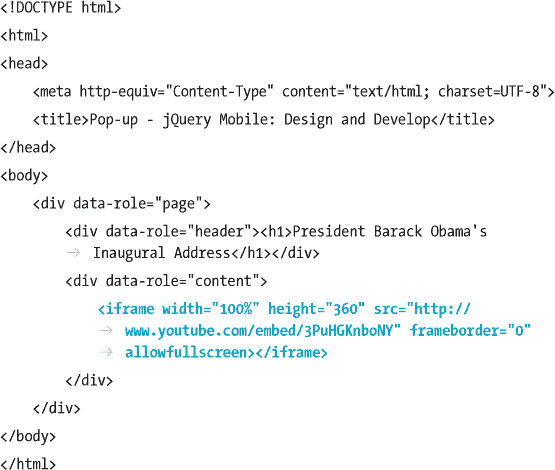 <!DOCTYPE html>
<html>
<head>
<meta http-equiv="Content-Type" content="text/html; charset=UTF-8">
<title>Pop-up - jQuery Mobile: Design and Develop</title>
</head>
<body>
<div data-role="page">
<div data-role="header"><h1>President Barack Obama's
→ Inaugural Address</h1></div>
<div data-role="content">
<iframe width="100%" height="360" src="http://
→ www.youtube.com/embed/3PuHGKnboNY" frameborder="0"
→ allowfullscreen></iframe>
</div>
</div>
</body>
</html>